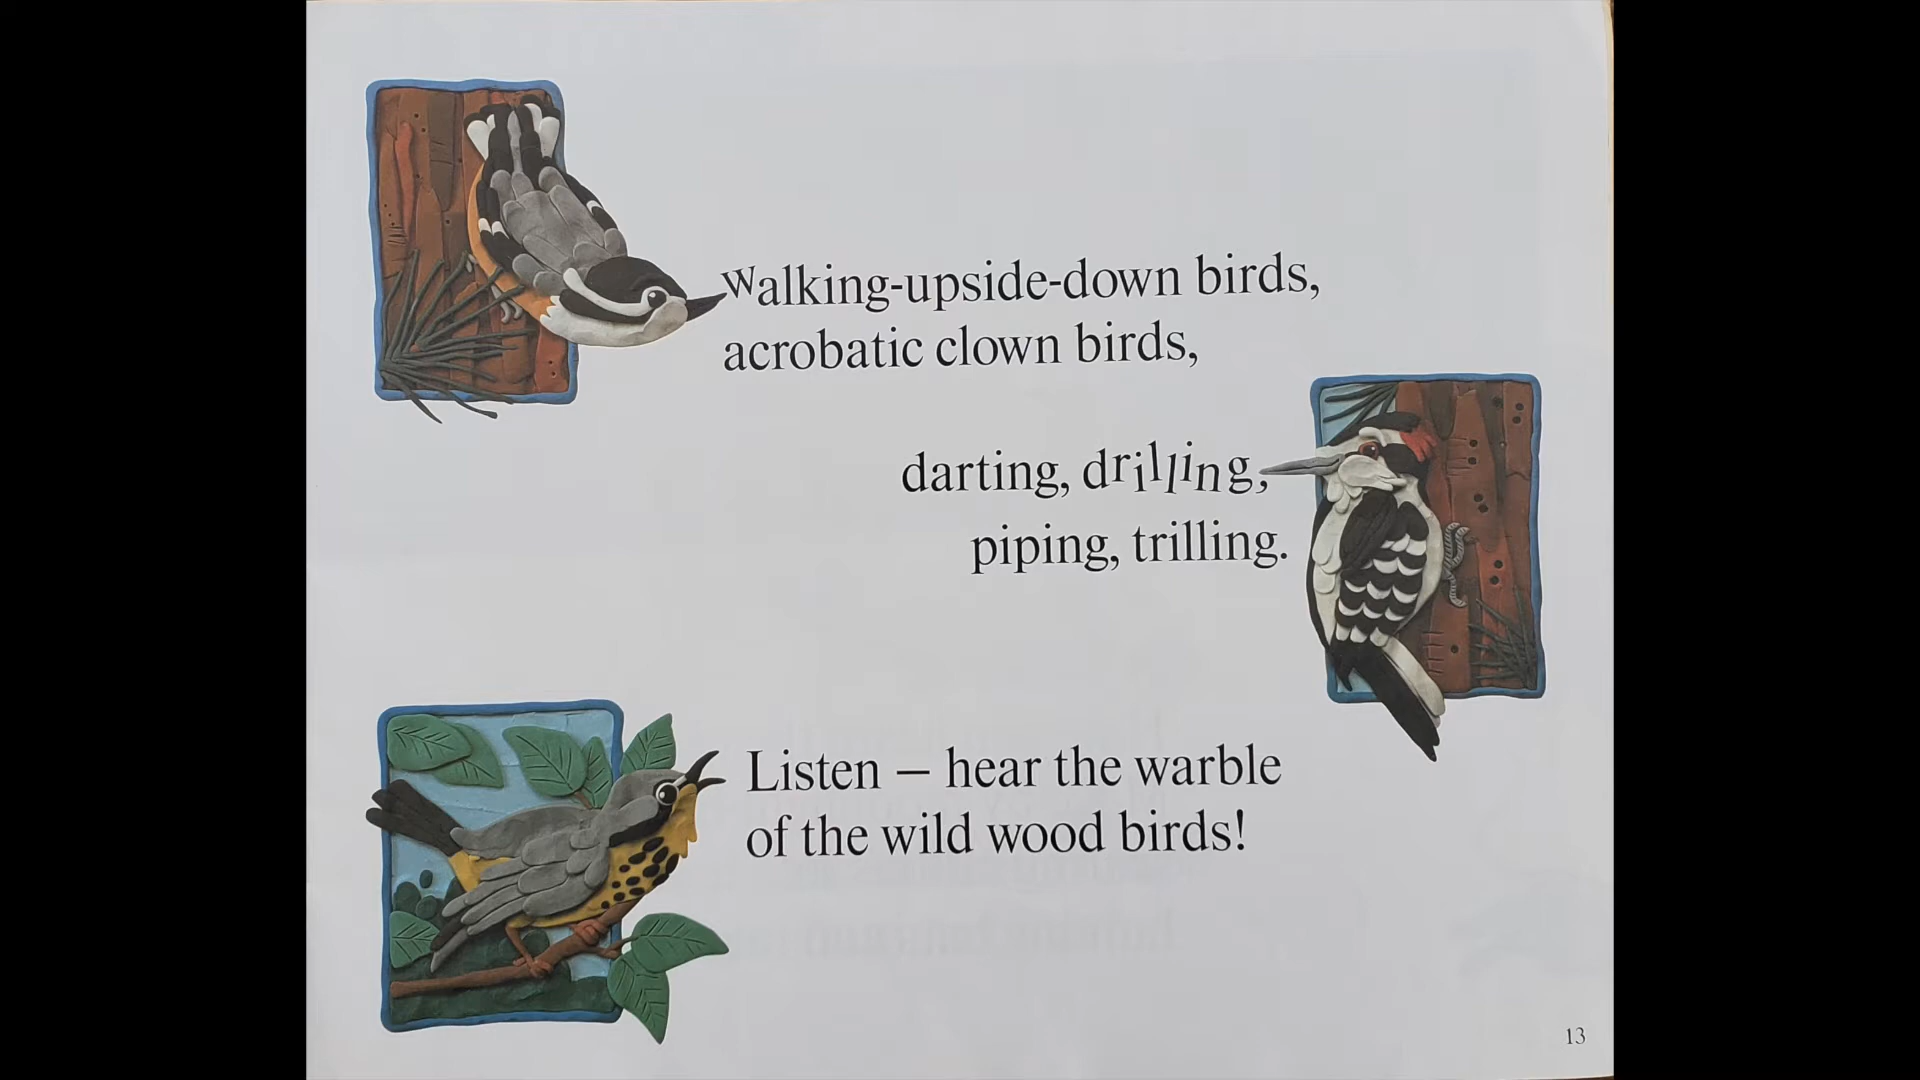 Walking-upside-down birds,
acrobatic clown birds,
darting, drilling,
piping, trilling.
Listen – hear the warble
of the wild wood birds!
13